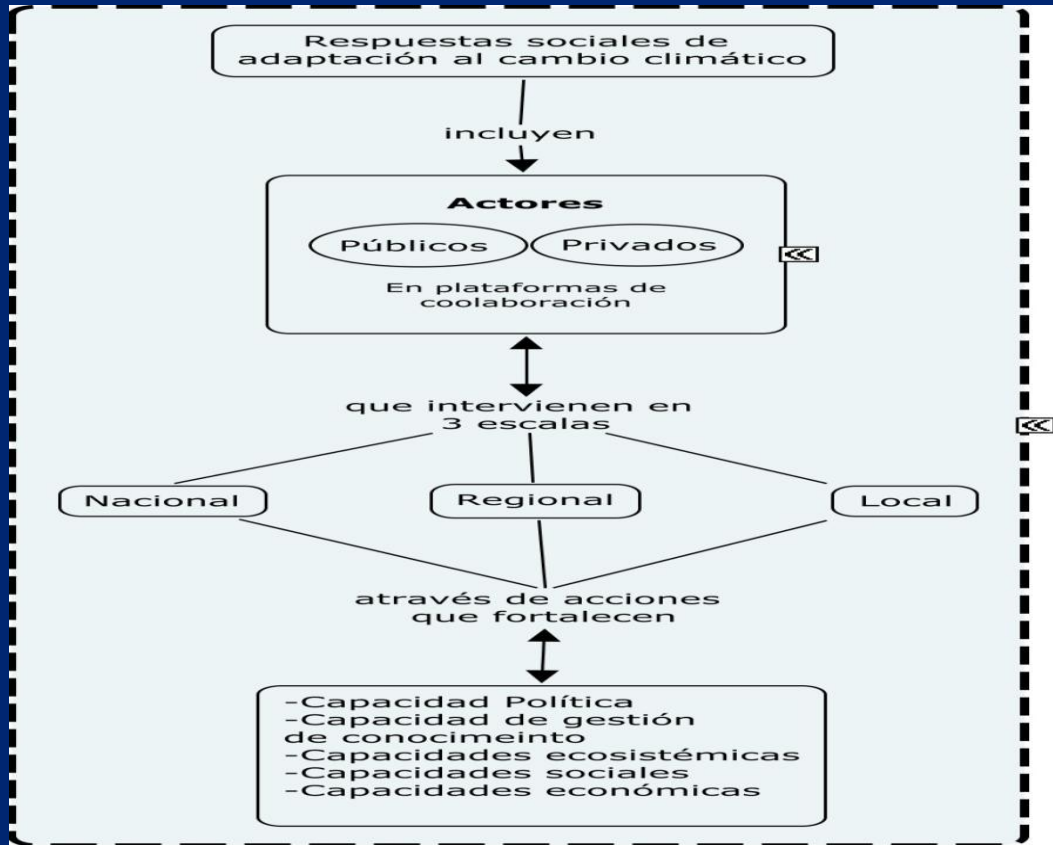 Respuestas sociales de
adaptación al cambio climático
incluyen
Actores
Públicos Privados
En plataformas de
coolaboración
que intervienen en
3 escalas
Nacional Regional Local
através de acciones
que fortalecen
-Capacidad Política
-Capacidad de gestión
de conocimeinto
-Capacidades ecosistémicas
-Capacidades sociales
-Capacidades económicas